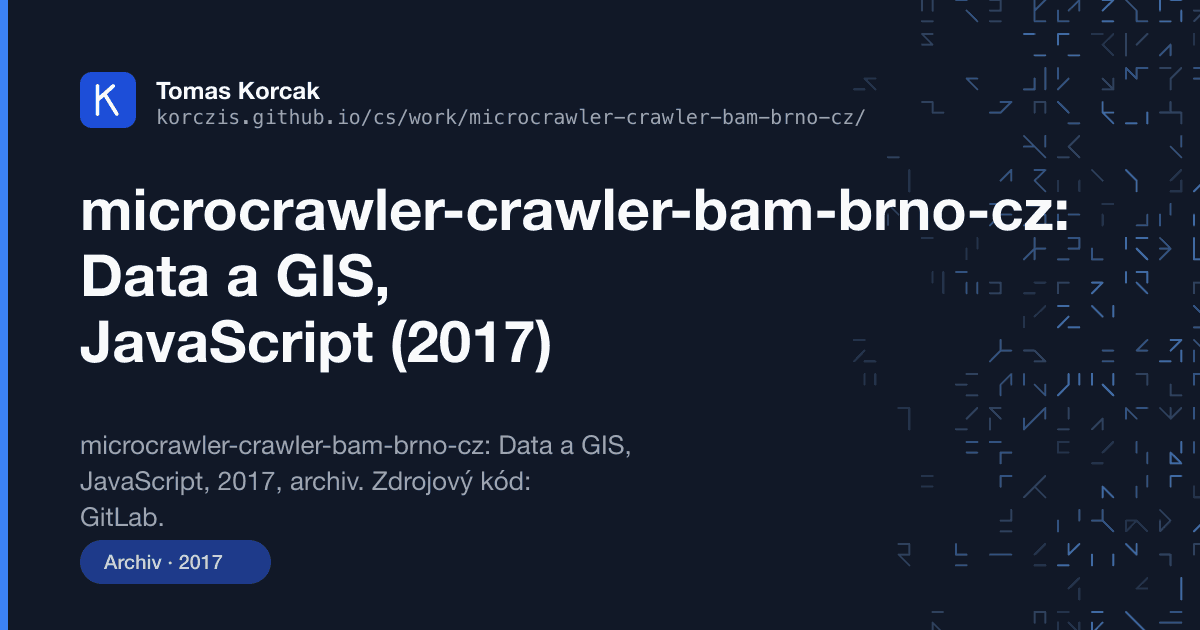 K
Tomas Korcak
korczis.github.io/cs/work/microcrawler-crawler-bam-brno-cz/
microcrawler-crawler-bam-brno-cz:
Data a GIS,
JavaScript (2017)
microcrawler-crawler-bam-brno-cz: Data a GIS,
JavaScript, 2017, archiv. Zdrojový kód:
GitLab.
Archiv · 2017